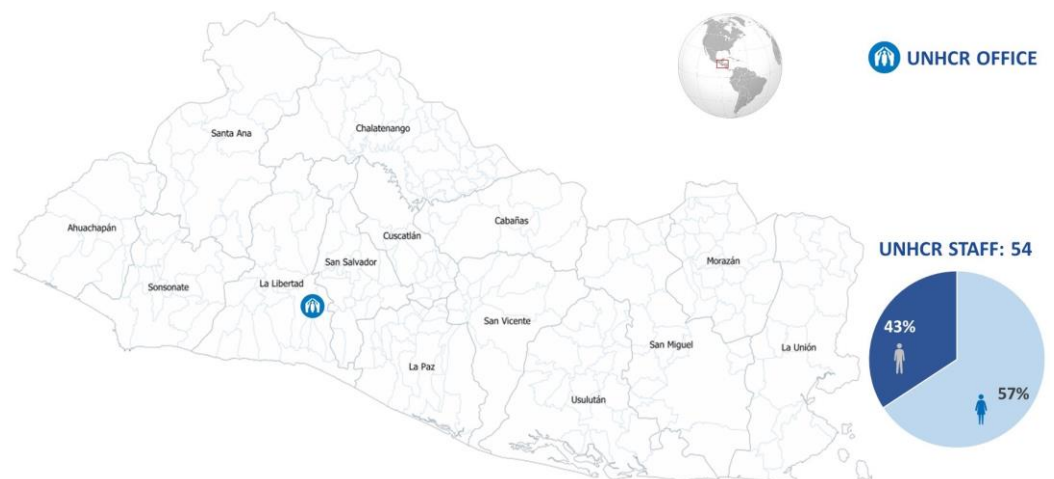 UNHCR OFFICE
Santa Ana
Chalatenango
Ahuachapán
Cabañas
Cuscatlán
San Salvador
Sonsonate
La Libertad
Morazán
San Vicente
San Miguel
La Unión
La Paz
Usulután
UNHCR STAFF: 54
43%
57%